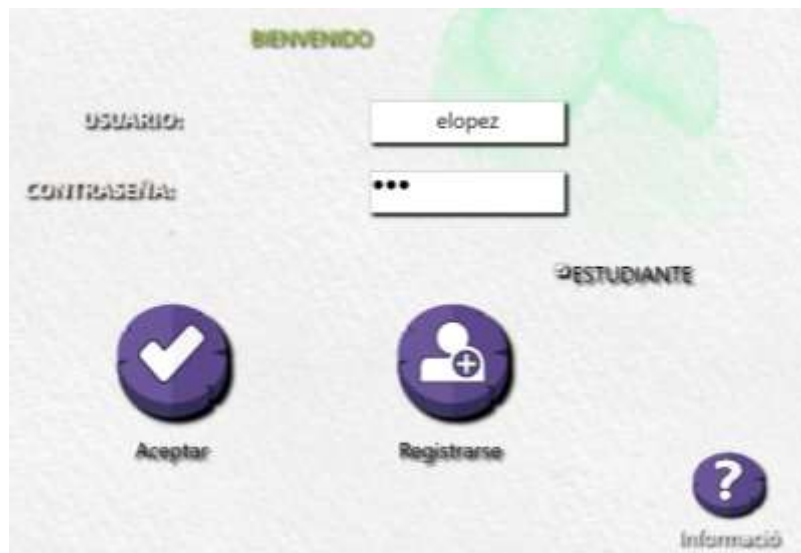 BIENVENIDO
USUARIO:
elopez
CONTRASEÑA:
•••
ESTUDIANTE
Aceptar
Registrarse
?
Informació